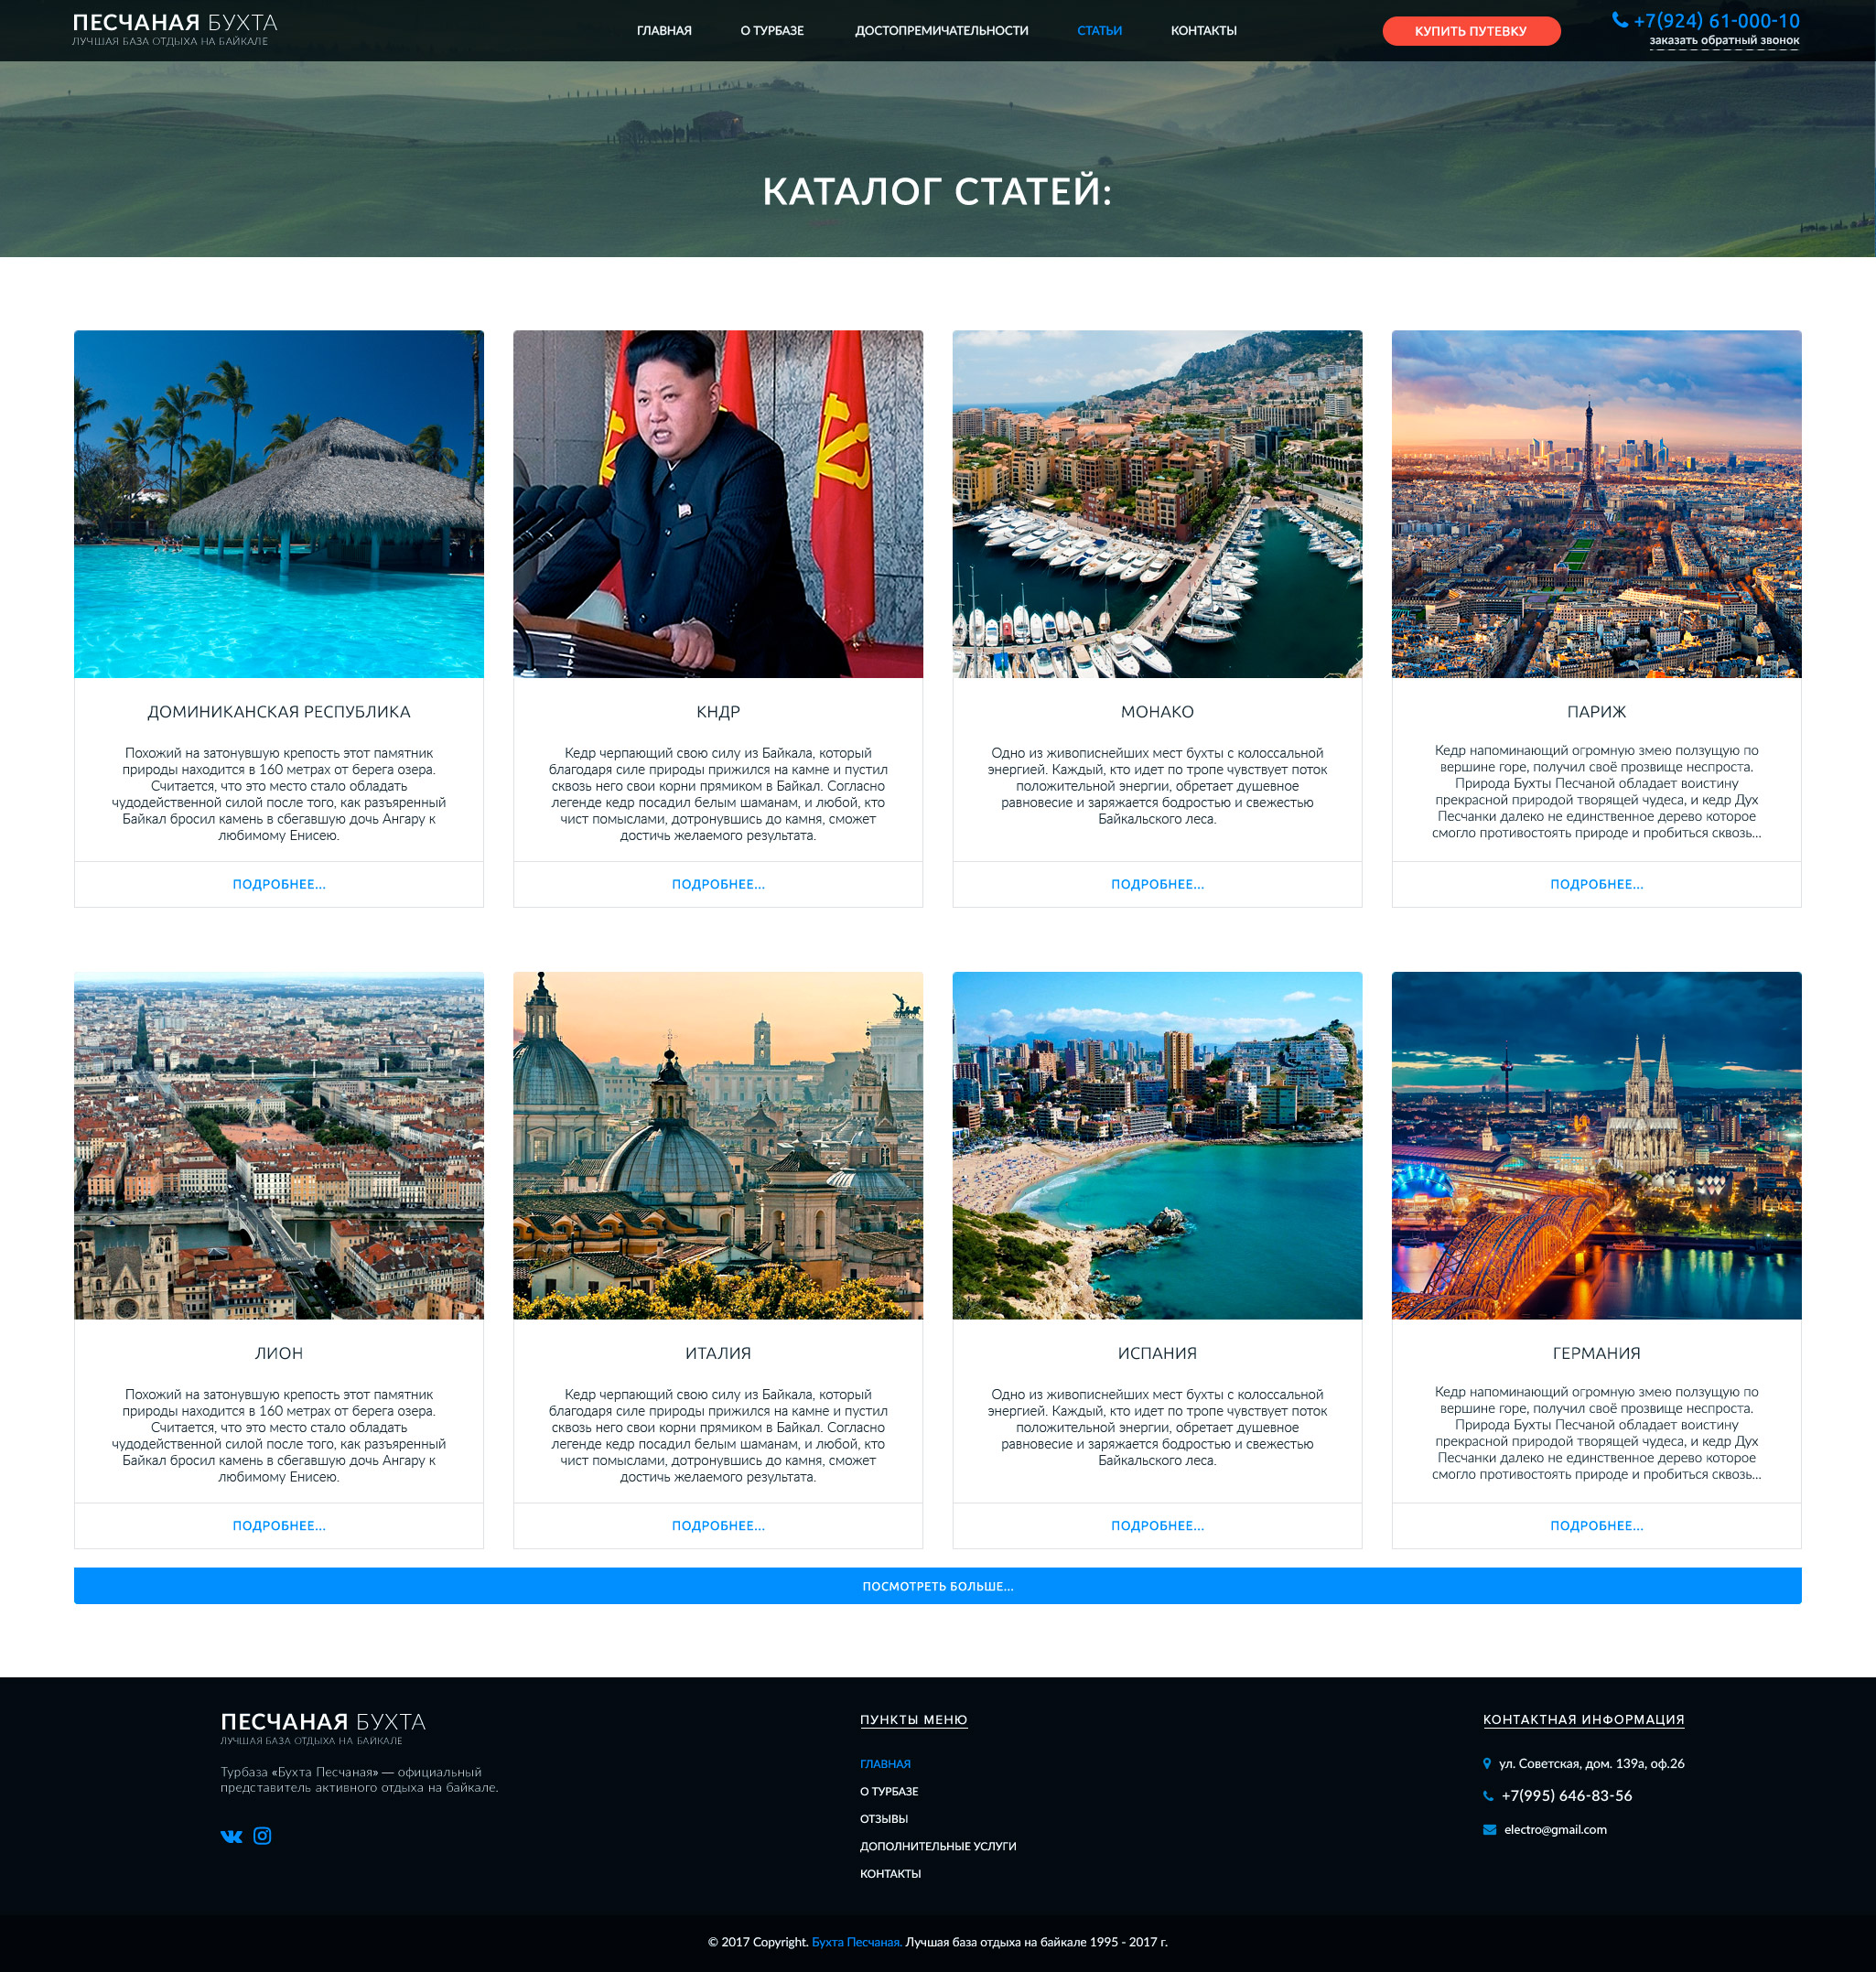 ПЕСЧАНАЯ БУХТА
ЛУЧШАЯ БАЗА ОТДЫХА НА БАЙКАЛЕ
ГЛАВНАЯ
О ТУРБАЗЕ
ДОСТОПРЕМИЧАТЕЛЬНОСТИ
СТАТЬИ
КОНТАКТЫ
КУПИТЬ ПУТЕВКУ
+7(924) 61-000-10
заказать обратный звонок
КАТАЛОГ СТАТЕЙ:
ДОМИНИКАНСКАЯ РЕСПУБЛИКА
Похожий на затонувшую крепость этот памятник
природы находится в 160 метрах от берега озера.
Считается, что это место стало обладать
чудодейственной силой после того, как разъяренный
Байкал бросил камень в сбегавшую дочь Ангару к
любимому Енисею.
ПОДРОБНЕЕ...
КНДР
Кедр черпающий свою силу из Байкала, который
благодаря силе природы прижился на камне и пустил
сквозь него свои корни прямиком в Байкал. Согласно
легенде кедр посадил белым шаманам, и любой, кто
чист помыслами, дотронувшись до камня, сможет
достичь желаемого результата.
ПОДРОБНЕЕ...
МОНАКО
Одно из живописнейших мест бухты с колоссальной
энергией. Каждый, кто идет по тропе чувствует поток
положительной энергии, обретает душевное
равновесие и заряжается бодростью и свежестью
Байкальского леса.
ПОДРОБНЕЕ...
ПАРИЖ
Кедр напоминающий огромную змею ползущую по
вершине горе, получил своё прозвище неспроста.
Природа Бухты Песчаной обладает воистину
прекрасной природой творящей чудеса, и кедр Дух
Песчанки далеко не единственное дерево которое
смогло противостоять природе и пробиться сквозь...
ПОДРОБНЕЕ...
ЛИОН
Похожий на затонувшую крепость этот памятник
природы находится в 160 метрах от берега озера.
Считается, что это место стало обладать
чудодейственной силой после того, как разъяренный
Байкал бросил камень в сбегавшую дочь Ангару к
любимому Енисею.
ПОДРОБНЕЕ...
ИТАЛИЯ
Кедр черпающий свою силу из Байкала, который
благодаря силе природы прижился на камне и пустил
сквозь него свои корни прямиком в Байкал. Согласно
легенде кедр посадил белым шаманам, и любой, кто
чист помыслами, дотронувшись до камня, сможет
достичь желаемого результата.
ПОДРОБНЕЕ...
ИСПАНИЯ
Одно из живописнейших мест бухты с колоссальной
энергией. Каждый, кто идет по тропе чувствует поток
положительной энергии, обретает душевное
равновесие и заряжается бодростью и свежестью
Байкальского леса.
ПОДРОБНЕЕ...
ГЕРМАНИЯ
Кедр напоминающий огромную змею ползущую по
вершине горе, получил своё прозвище неспроста.
Природа Бухты Песчаной обладает воистину
прекрасной природой творящей чудеса, и кедр Дух
Песчанки далеко не единственное дерево которое
смогло противостоять природе и пробиться сквозь...
ПОДРОБНЕЕ...
ПОСМОТРЕТЬ БОЛЬШЕ...
ПЕСЧАНАЯ БУХТА
ЛУЧШАЯ БАЗА ОТДЫХА НА БАЙКАЛЕ
Турбаза «Бухта Песчаная» — официальный
представитель активного отдыха на байкале.
ПУНКТЫ МЕНЮ
ГЛАВНАЯ
О ТУРБАЗЕ
ОТЗЫВЫ
ДОПОЛНИТЕЛЬНЫЕ УСЛУГИ
КОНТАКТЫ
КОНТАКТНАЯ ИНФОРМАЦИЯ
ул. Советская, дом. 139а, оф.26
+7(995) 646-83-56
electro@gmail.com
© 2017 Copyright. Бухта Песчаная. Лучшая база отдыха на байкале 1995 - 2017 г.